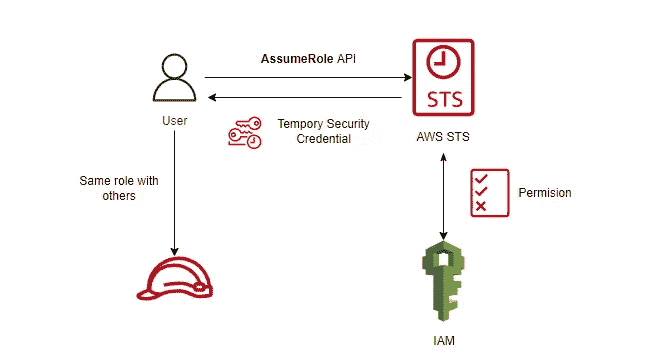 AssumeRole API
STS
User
Tempory Security
Credential
AWS STS
Same role with
others
Permision
IAM